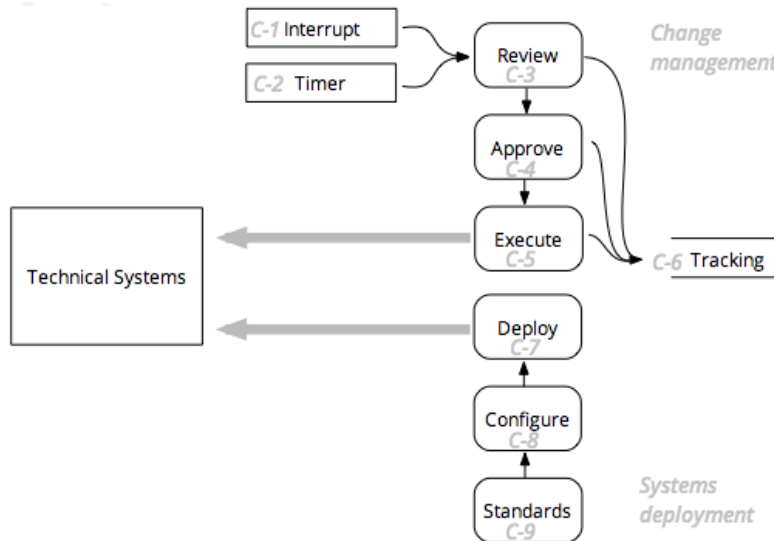 C-1 Interrupt
C-2 Timer
Review
C-3
Change
management
Approve
C-4
Execute
C-5
C-6 Tracking
Technical Systems
Deploy
C-7
Configure
C-8
Standards
C-9
Systems
deployment